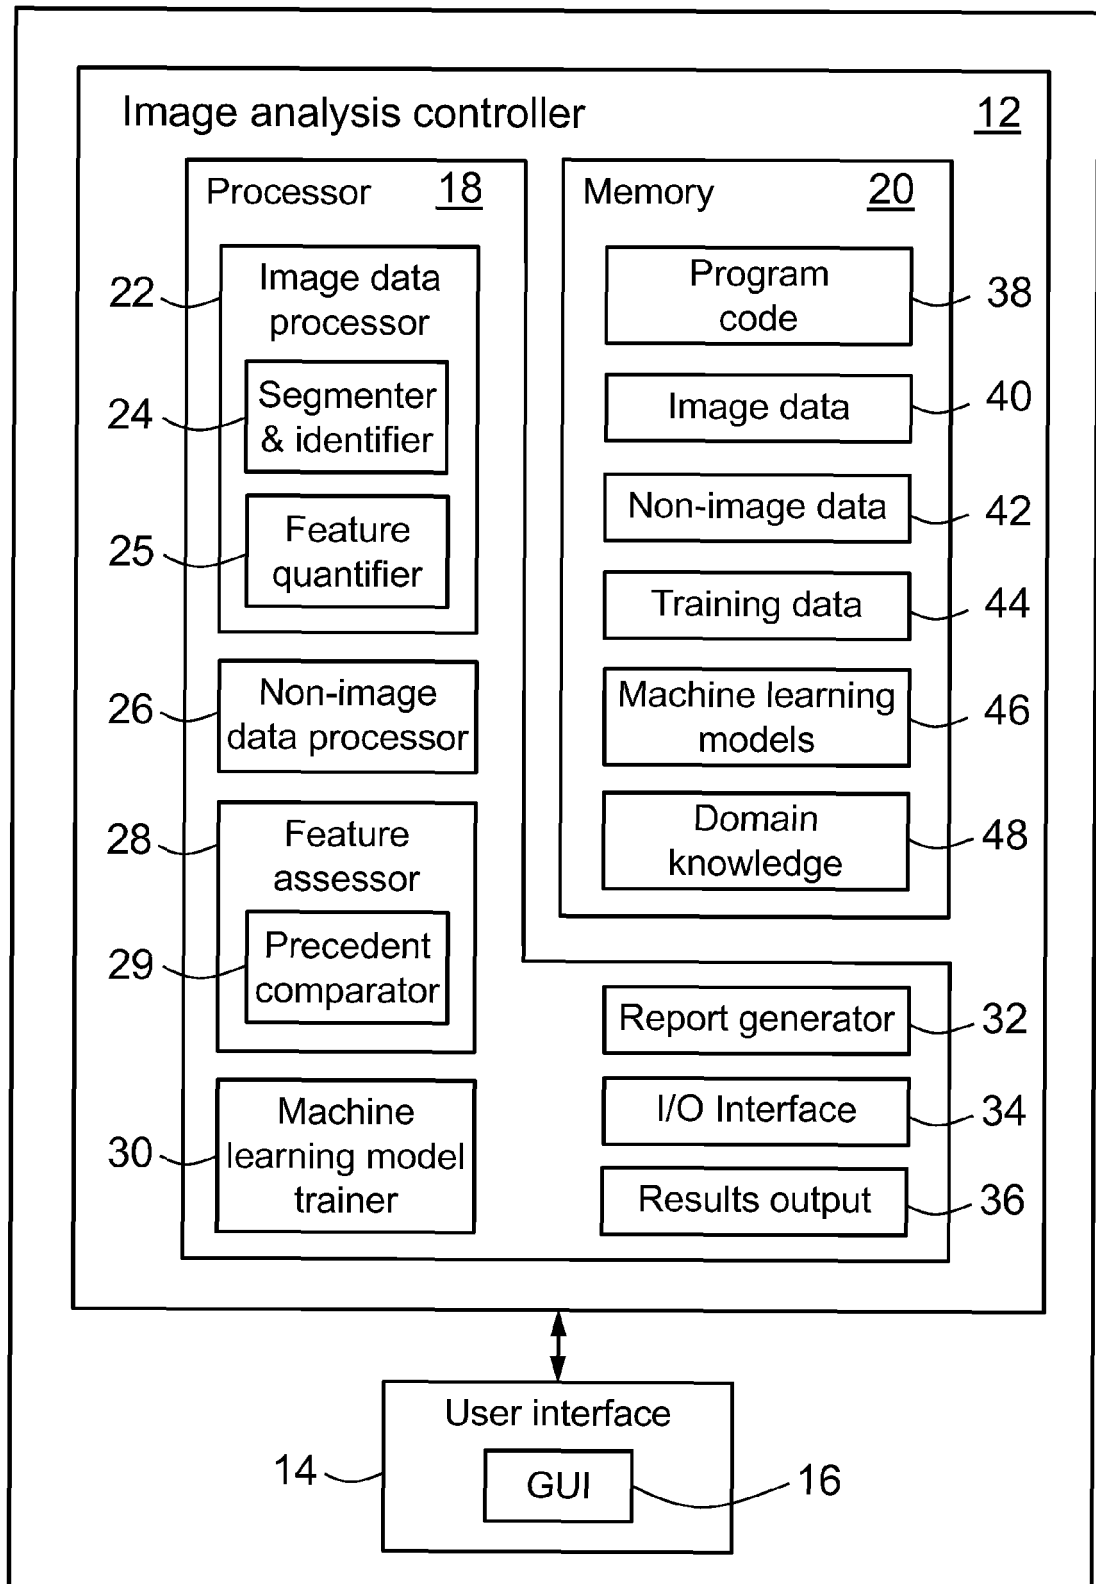 Image analysis controller 12
Processor 18
22
Image data
processor
24
Segmenter
& identifier
25
Feature
quantifier
26
Non-image
data processor
28
Feature
assessor
29
Precedent
comparator
30
Machine
learning model
trainer
Memory 20
Program
code
38
Image data
40
Non-image data
42
Training data
44
Machine learning
models
46
Domain
knowledge
48
Report generator
32
I/O Interface
34
Results output
36
User interface
14
GUI
16